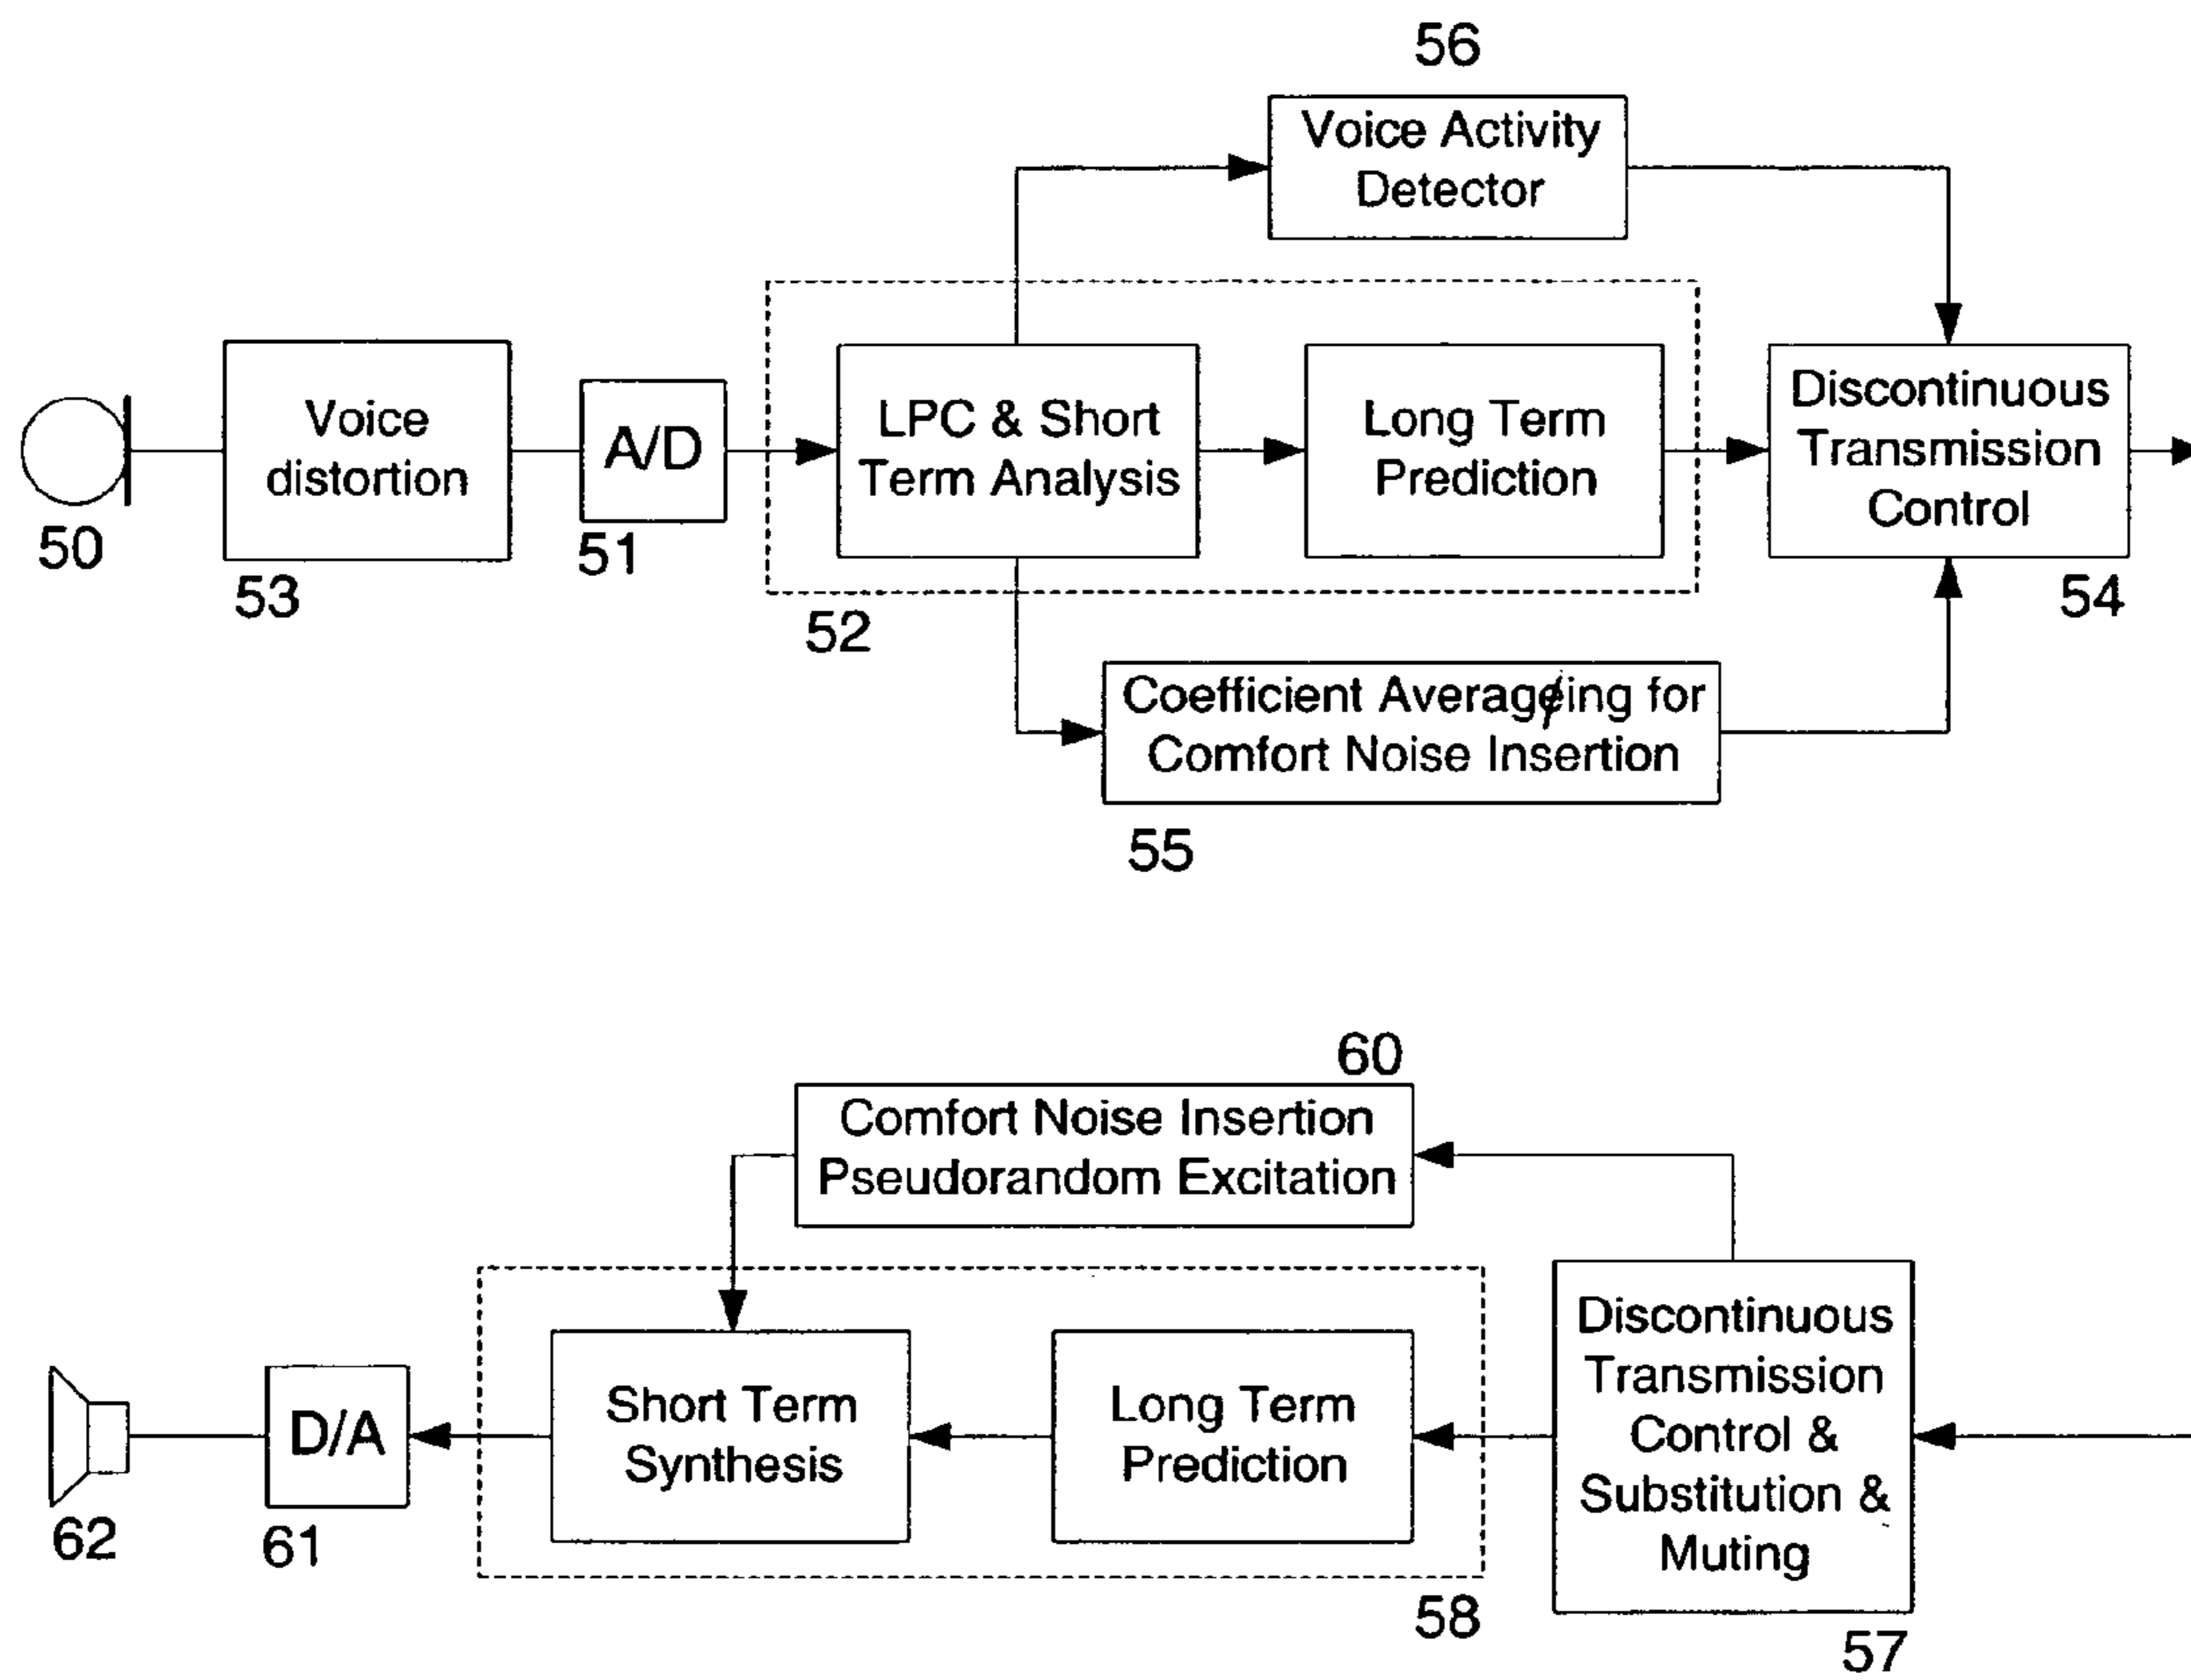 56
Voice Activity
Detector
Voice
distortion
A/D
LPC & Short
Term Analysis
Long Term
Prediction
Discontinuous
Transmission
Control
50
53
51
52
54
Coefficient Averageing for
Comfort Noise Insertion
55
60
Comfort Noise Insertion
Pseudorandom Excitation
D/A
Short Term
Synthesis
Long Term
Prediction
Discontinuous
Transmission
Control &
Substitution &
Muting
62
61
58
57